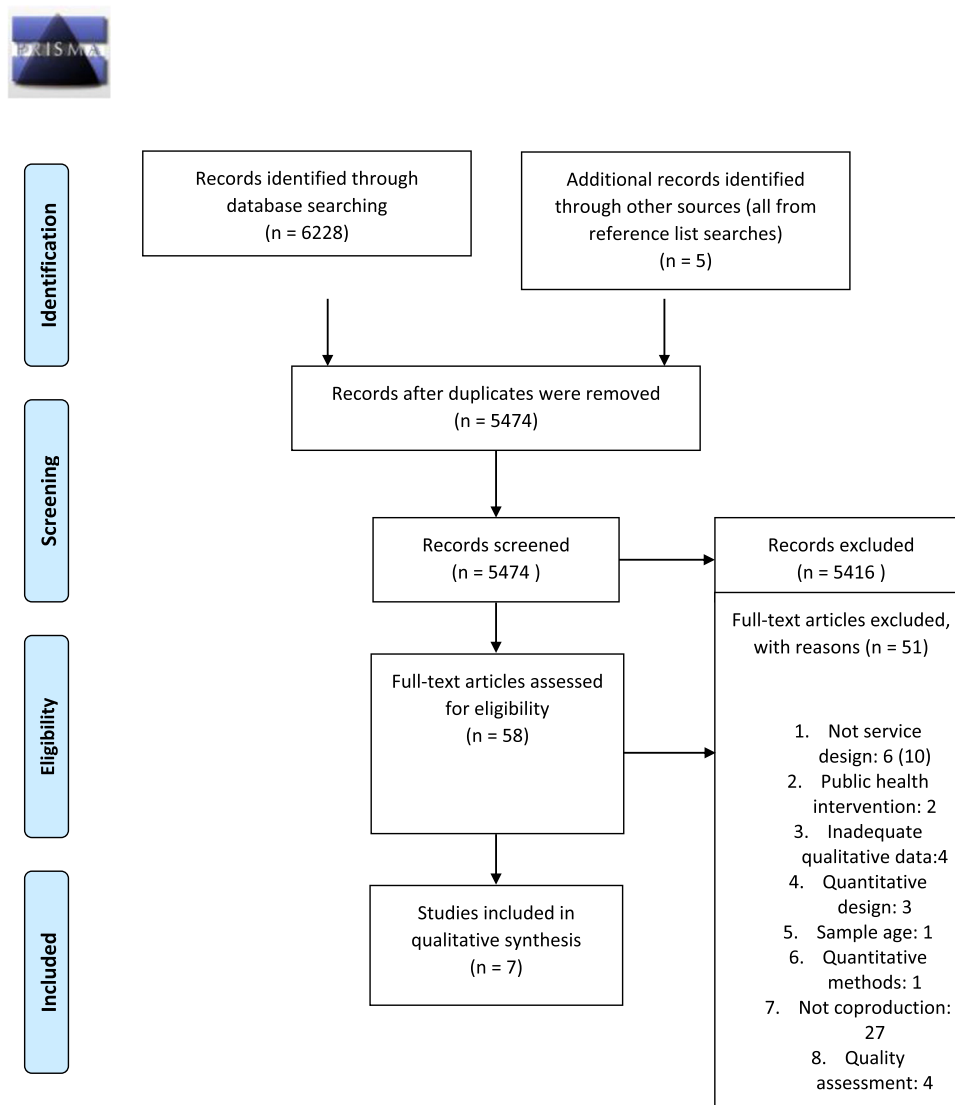 PRISMA
Identification
Records identified through
database searching
(n = 6228)
Additional records identified
through other sources (all from
reference list searches)
(n = 5)
Records after duplicates were removed
(n = 5474)
Screening
Records screened
(n = 5474 )
Records excluded
(n = 5416 )
Eligibility
Full-text articles assessed
for eligibility
(n = 58)
Full-text articles excluded,
with reasons (n = 51)
1. Not service
design: 6 (10)
2. Public health
intervention: 2
3. Inadequate
qualitative data:4
4. Quantitative
design: 3
5. Sample age: 1
6. Quantitative
methods: 1
7. Not coproduction:
27
8. Quality
assessment: 4
Included
Studies included in
qualitative synthesis
(n = 7)